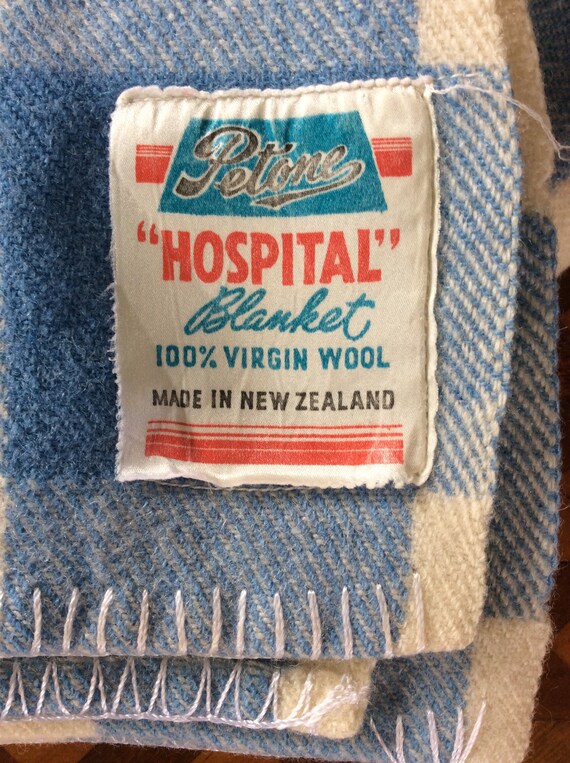 Petone
"HOSPITAL"
Blanket
100% VIRGIN WOOL
MADE IN NEW ZEALAND